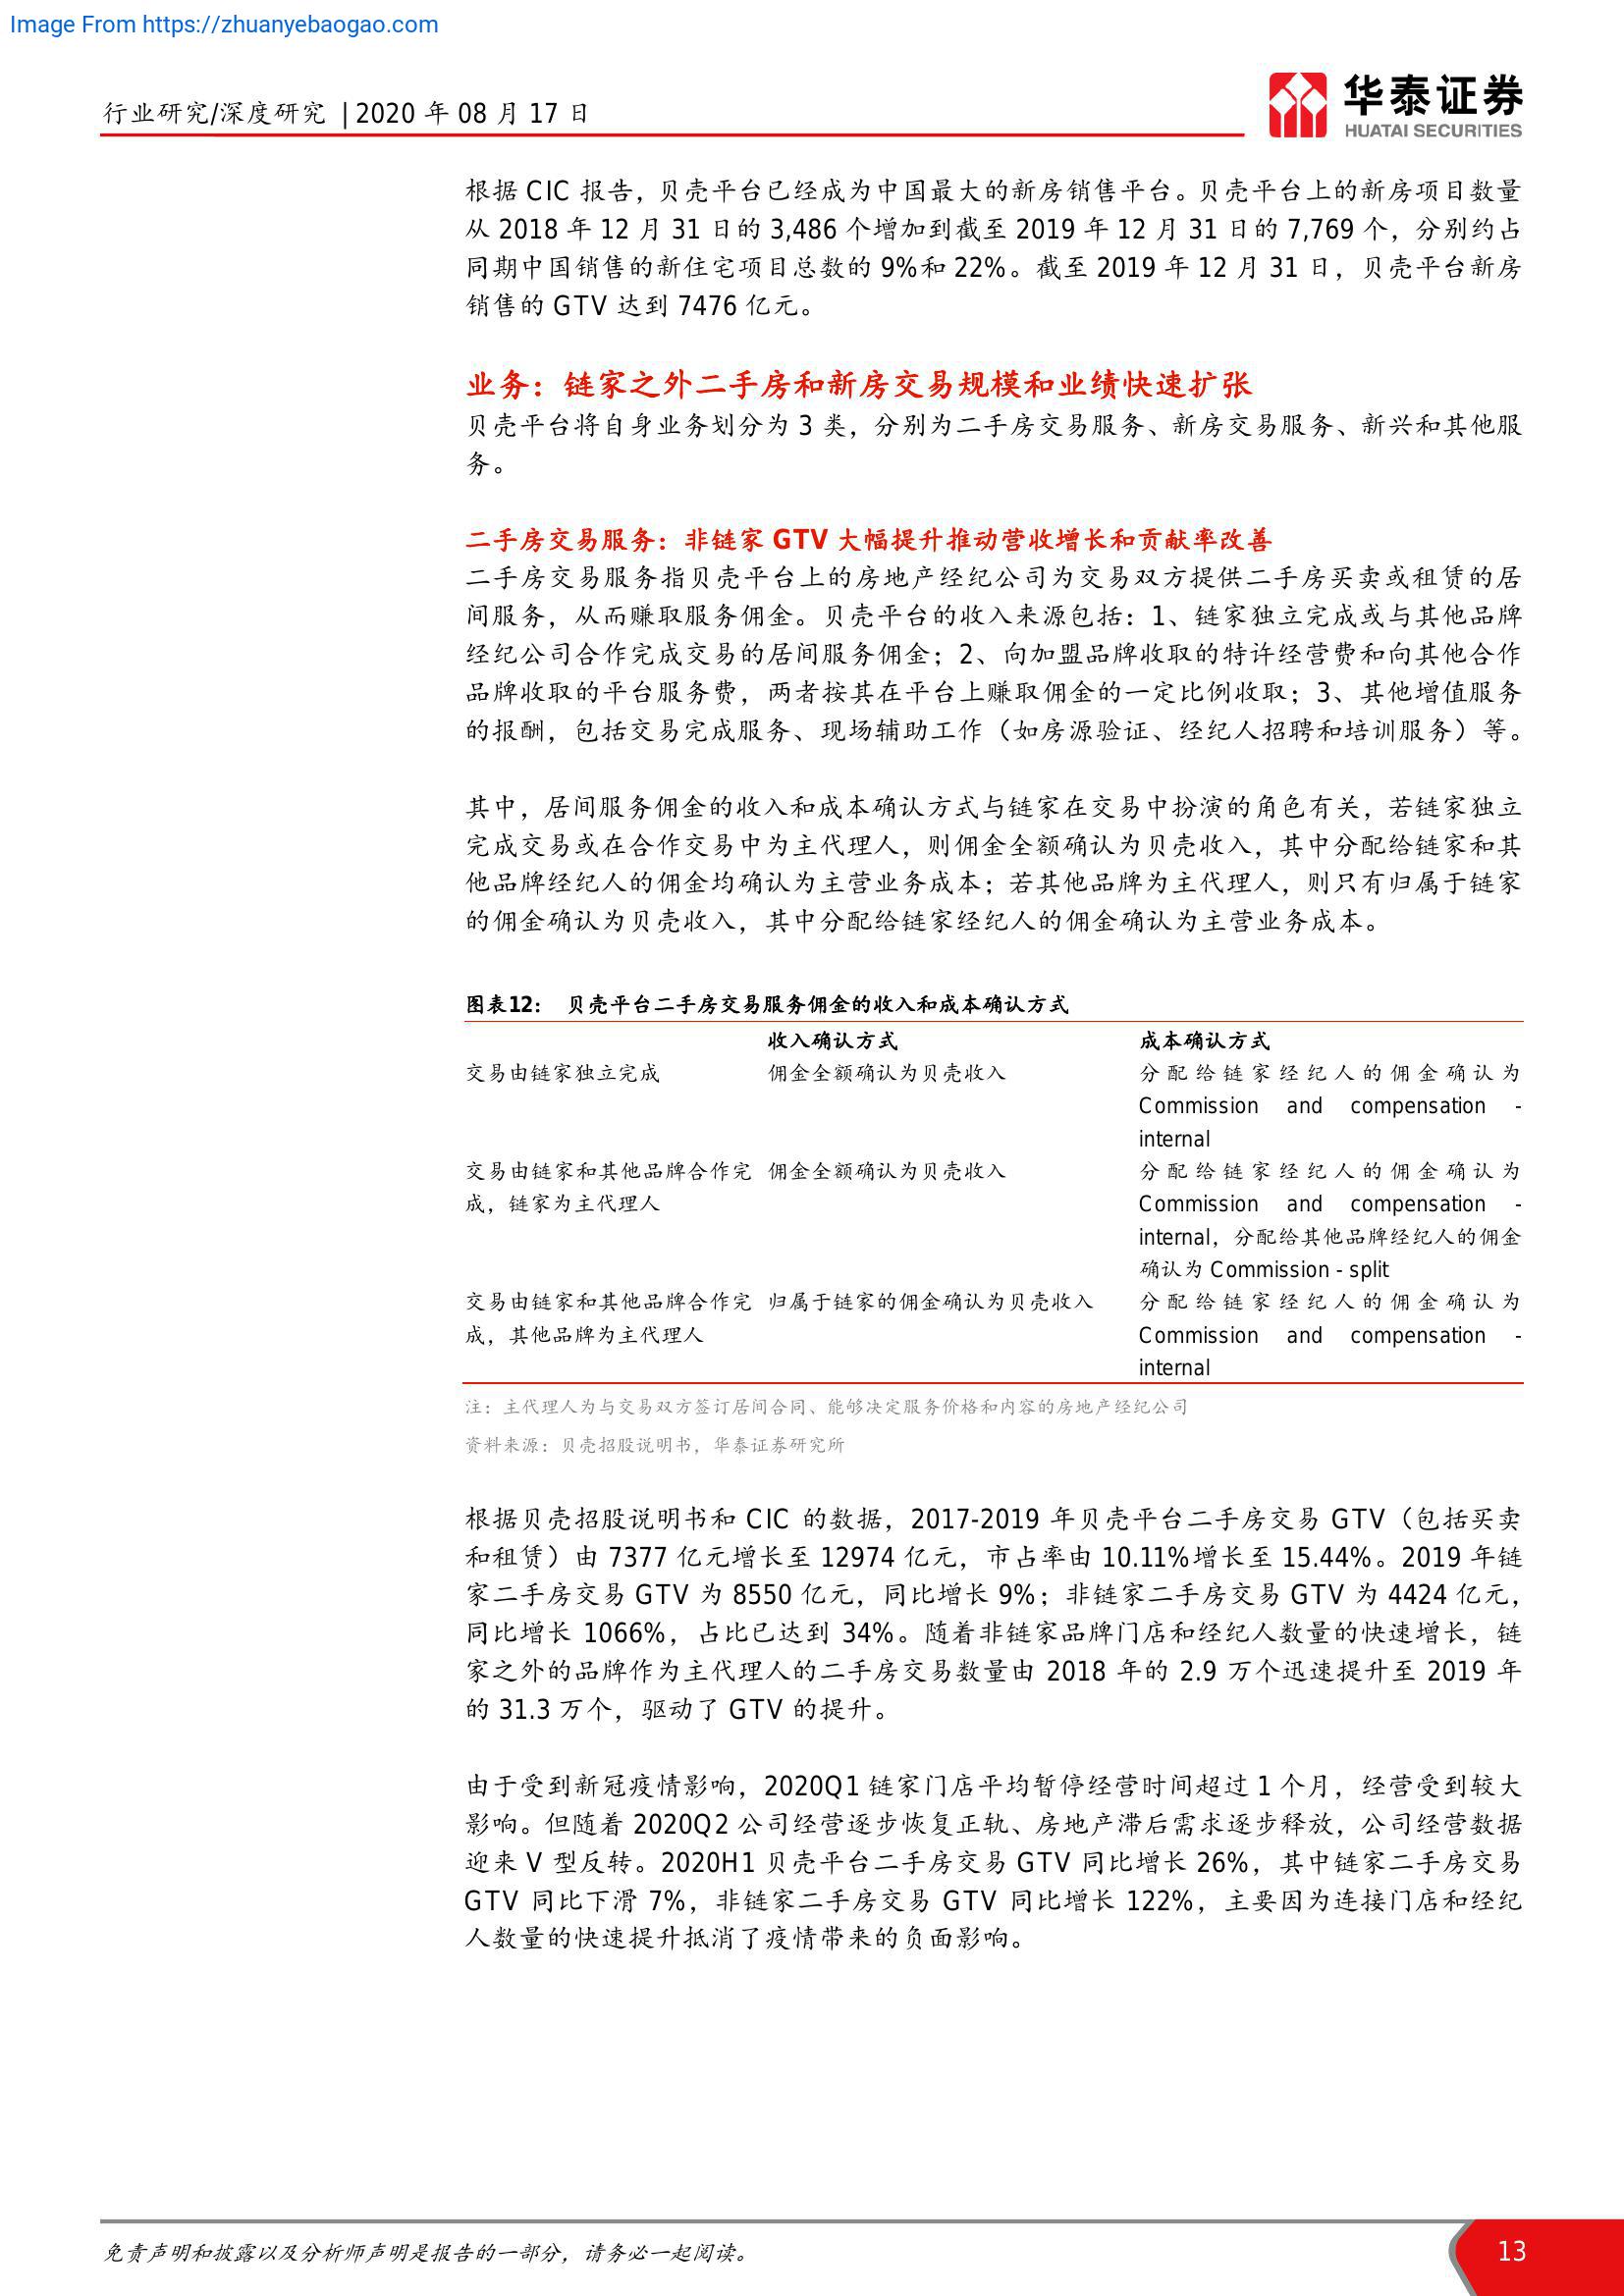 Image From https://zhuanyebaogao.com
行业研究/深度研究 | 2020 年 08 月 17 日
华泰证券
HUATAI SECURITIES
根据 CIC 报告，贝壳平台已经成为中国最大的新房销售平台。贝壳平台上的新房项目数量
从 2018 年 12 月 31 日的 3,486 个增加到截至 2019 年 12 月 31 日的 7,769 个，分别约占
同期中国销售的新住宅项目总数的 9%和 22%。截至 2019 年 12 月 31 日，贝壳平台新房
销售的 GTV 达到 7476 亿元。
业务：链家之外二手房和新房交易规模和业绩快速扩张
贝壳平台将自身业务划分为 3 类，分别为二手房交易服务、新房交易服务、新兴和其他服
务。
二手房交易服务：非链家 GTV 大幅提升推动营收增长和贡献率改善
二手房交易服务指贝壳平台上的房地产经纪公司为交易双方提供二手房买卖或租赁的居
间服务，从而赚取服务佣金。贝壳平台的收入来源包括：1、链家独立完成或与其他品牌
经纪公司合作完成交易的居间服务佣金；2、向加盟品牌收取的特许经营费和向其他合作
品牌收取的平台服务费，两者按其在平台上赚取佣金的一定比例收取；3、其他增值服务
的报酬，包括交易完成服务、现场辅助工作（如房源验证、经纪人招聘和培训服务）等。
其中，居间服务佣金的收入和成本确认方式与链家在交易中扮演的角色有关，若链家独立
完成交易或在合作交易中为主代理人，则佣金全额确认为贝壳收入，其中分配给链家和其
他品牌经纪人的佣金均确认为主营业务成本；若其他品牌为主代理人，则只有归属于链家
的佣金确认为贝壳收入，其中分配给链家经纪人的佣金确认为主营业务成本。
图表12： 贝壳平台二手房交易服务佣金的收入和成本确认方式
收入确认方式 成本确认方式
交易由链家独立完成 佣金全额确认为贝壳收入 分配给链家经纪人的佣金确认为
Commission and compensation -
internal
交易由链家和其他品牌合作完 佣金全额确认为贝壳收入 分配给链家经纪人的佣金确认为
成，链家为主代理人 Commission and compensation -
internal，分配给其他品牌经纪人的佣金
确认为 Commission - split
交易由链家和其他品牌合作完 归属于链家的佣金确认为贝壳收入 分配给链家经纪人的佣金确认为
成，其他品牌为主代理人 Commission and compensation -
internal
注：主代理人为与交易双方签订居间合同、能够决定服务价格和内容的房地产经纪公司
资料来源：贝壳招股说明书，华泰证券研究所
根据贝壳招股说明书和 CIC 的数据，2017-2019 年贝壳平台二手房交易 GTV（包括买卖
和租赁）由 7377 亿元增长至 12974 亿元，市占率由 10.11%增长至 15.44%。2019 年链
家二手房交易 GTV 为 8550 亿元，同比增长 9%；非链家二手房交易 GTV 为 4424 亿元，
同比增长 1066%，占比已达到 34%。随着非链家品牌门店和经纪人数量的快速增长，链
家之外的品牌作为主代理人的二手房交易数量由 2018 年的 2.9 万个迅速提升至 2019 年
的 31.3 万个，驱动了 GTV 的提升。
由于受到新冠疫情影响，2020Q1 链家门店平均暂停经营时间超过 1 个月，经营受到较大
影响。但随着 2020Q2 公司经营逐步恢复正轨、房地产滞后需求逐步释放，公司经营数据
迎来 V 型反转。2020H1 贝壳平台二手房交易 GTV 同比增长 26%，其中链家二手房交易
GTV 同比下滑 7%，非链家二手房交易 GTV 同比增长 122%，主要因为连接门店和经纪
人数量的快速提升抵消了疫情带来的负面影响。
免责声明和披露以及分析师声明是报告的一部分，请务必一起阅读。
13